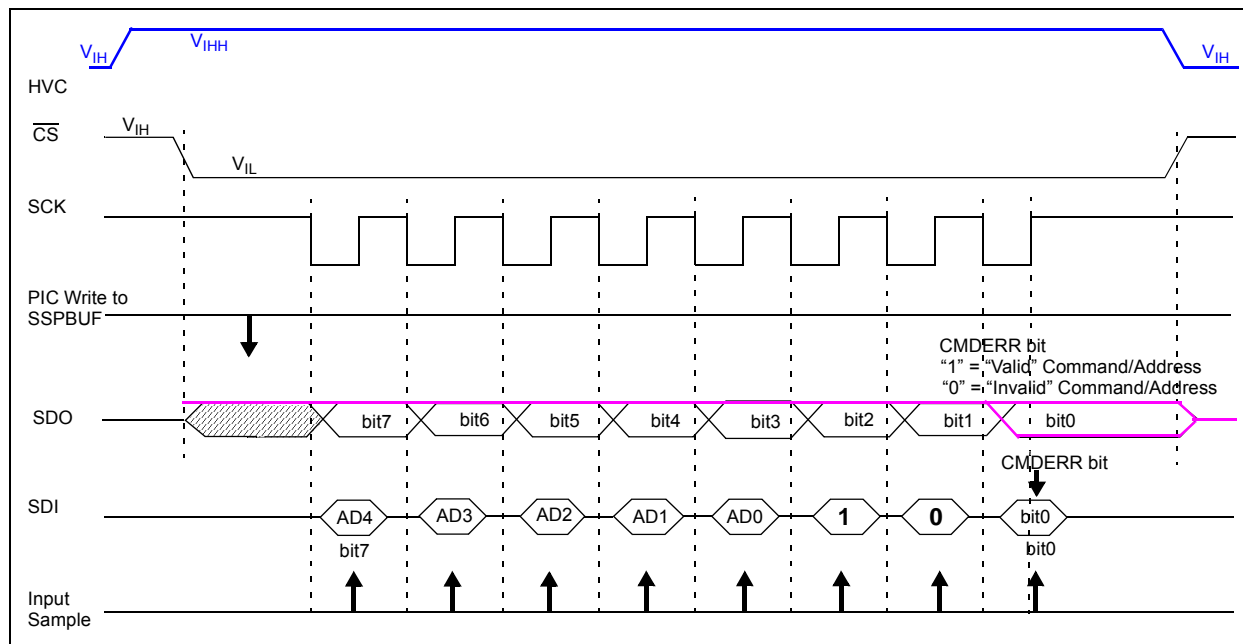 VIH VIHH VIH
HVC
CS VIH
VIL
SCK
PIC Write to
SSPBUF
CMDERR bit
“1” = “Valid” Command/Address
“0” = “Invalid” Command/Address
SDO bit7 bit6 bit5 bit4 bit3 bit2 bit1 bit0
CMDERR bit
SDI AD4 AD3 AD2 AD1 AD0 1 0 bit0
bit7 bit0
Input
Sample